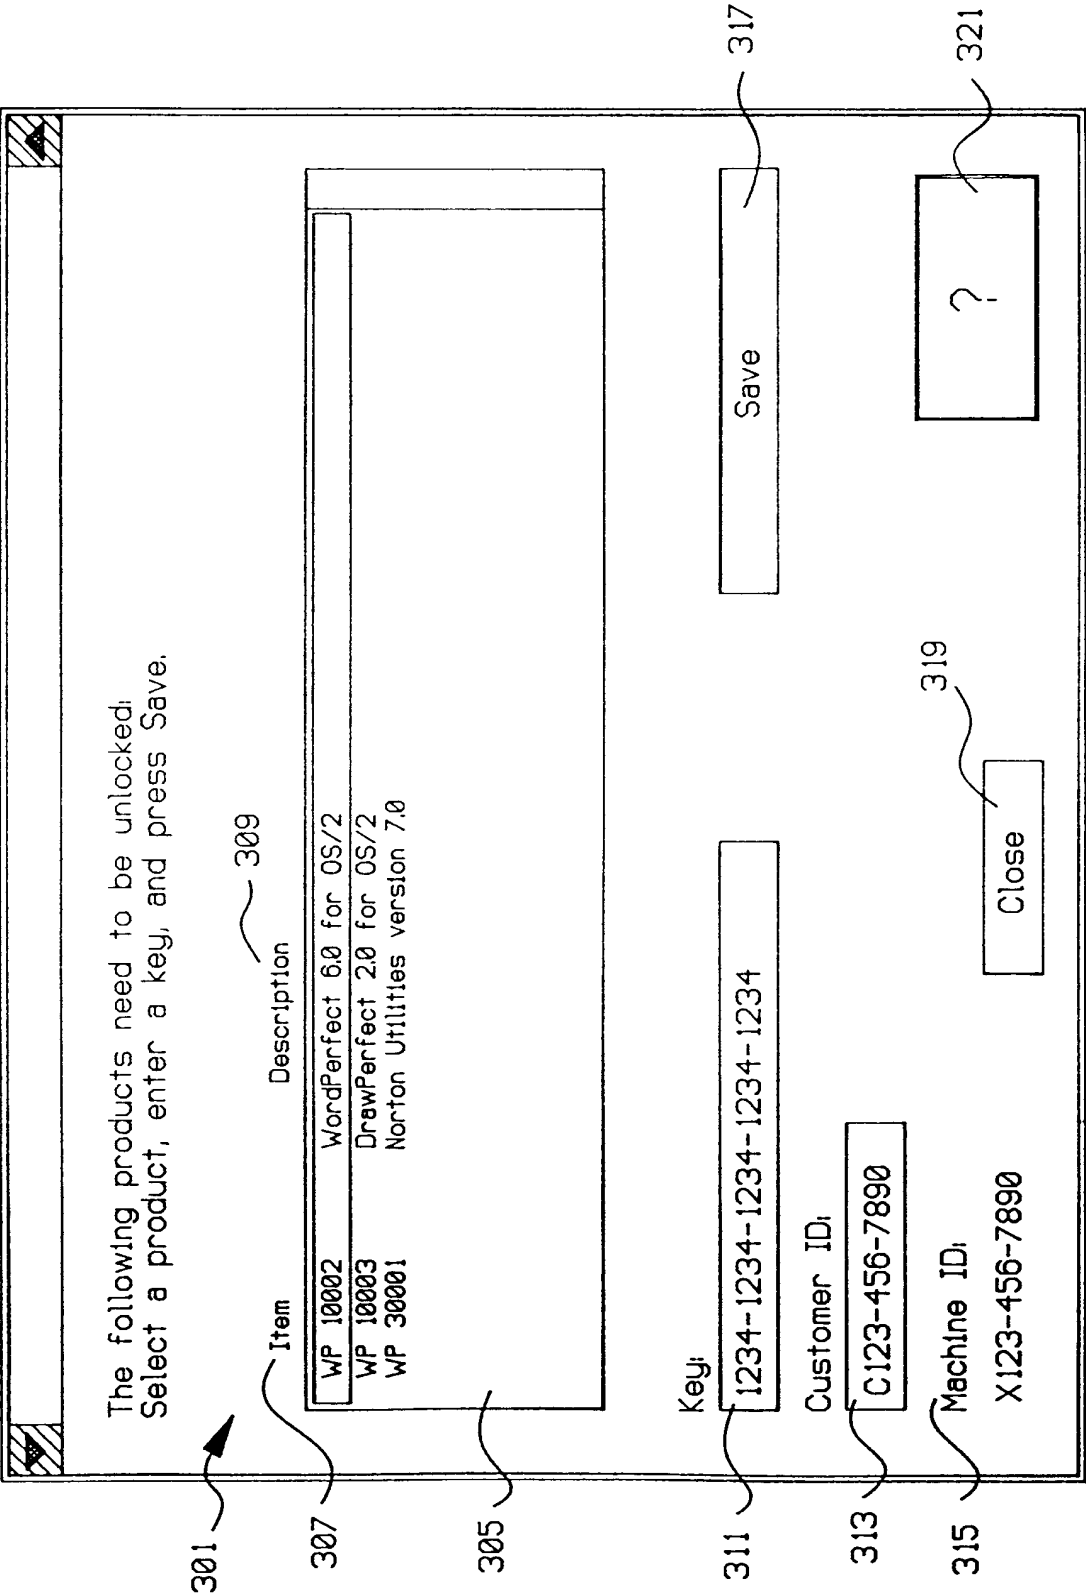 The following products need to be unlocked:
Select a product, enter a key, and press Save.
301
307
Item
Description
309
WP 10002 WordPerfect 6.0 for OS/2
WP 10003 DrawPerfect 2.0 for OS/2
WP 30001 Norton Utilities version 7.0
305
Key:
311
1234-1234-1234-1234-1234
Save
317
Customer ID:
313
C123-456-7890
319
Machine ID:
315
X123-456-7890
Close
?
321